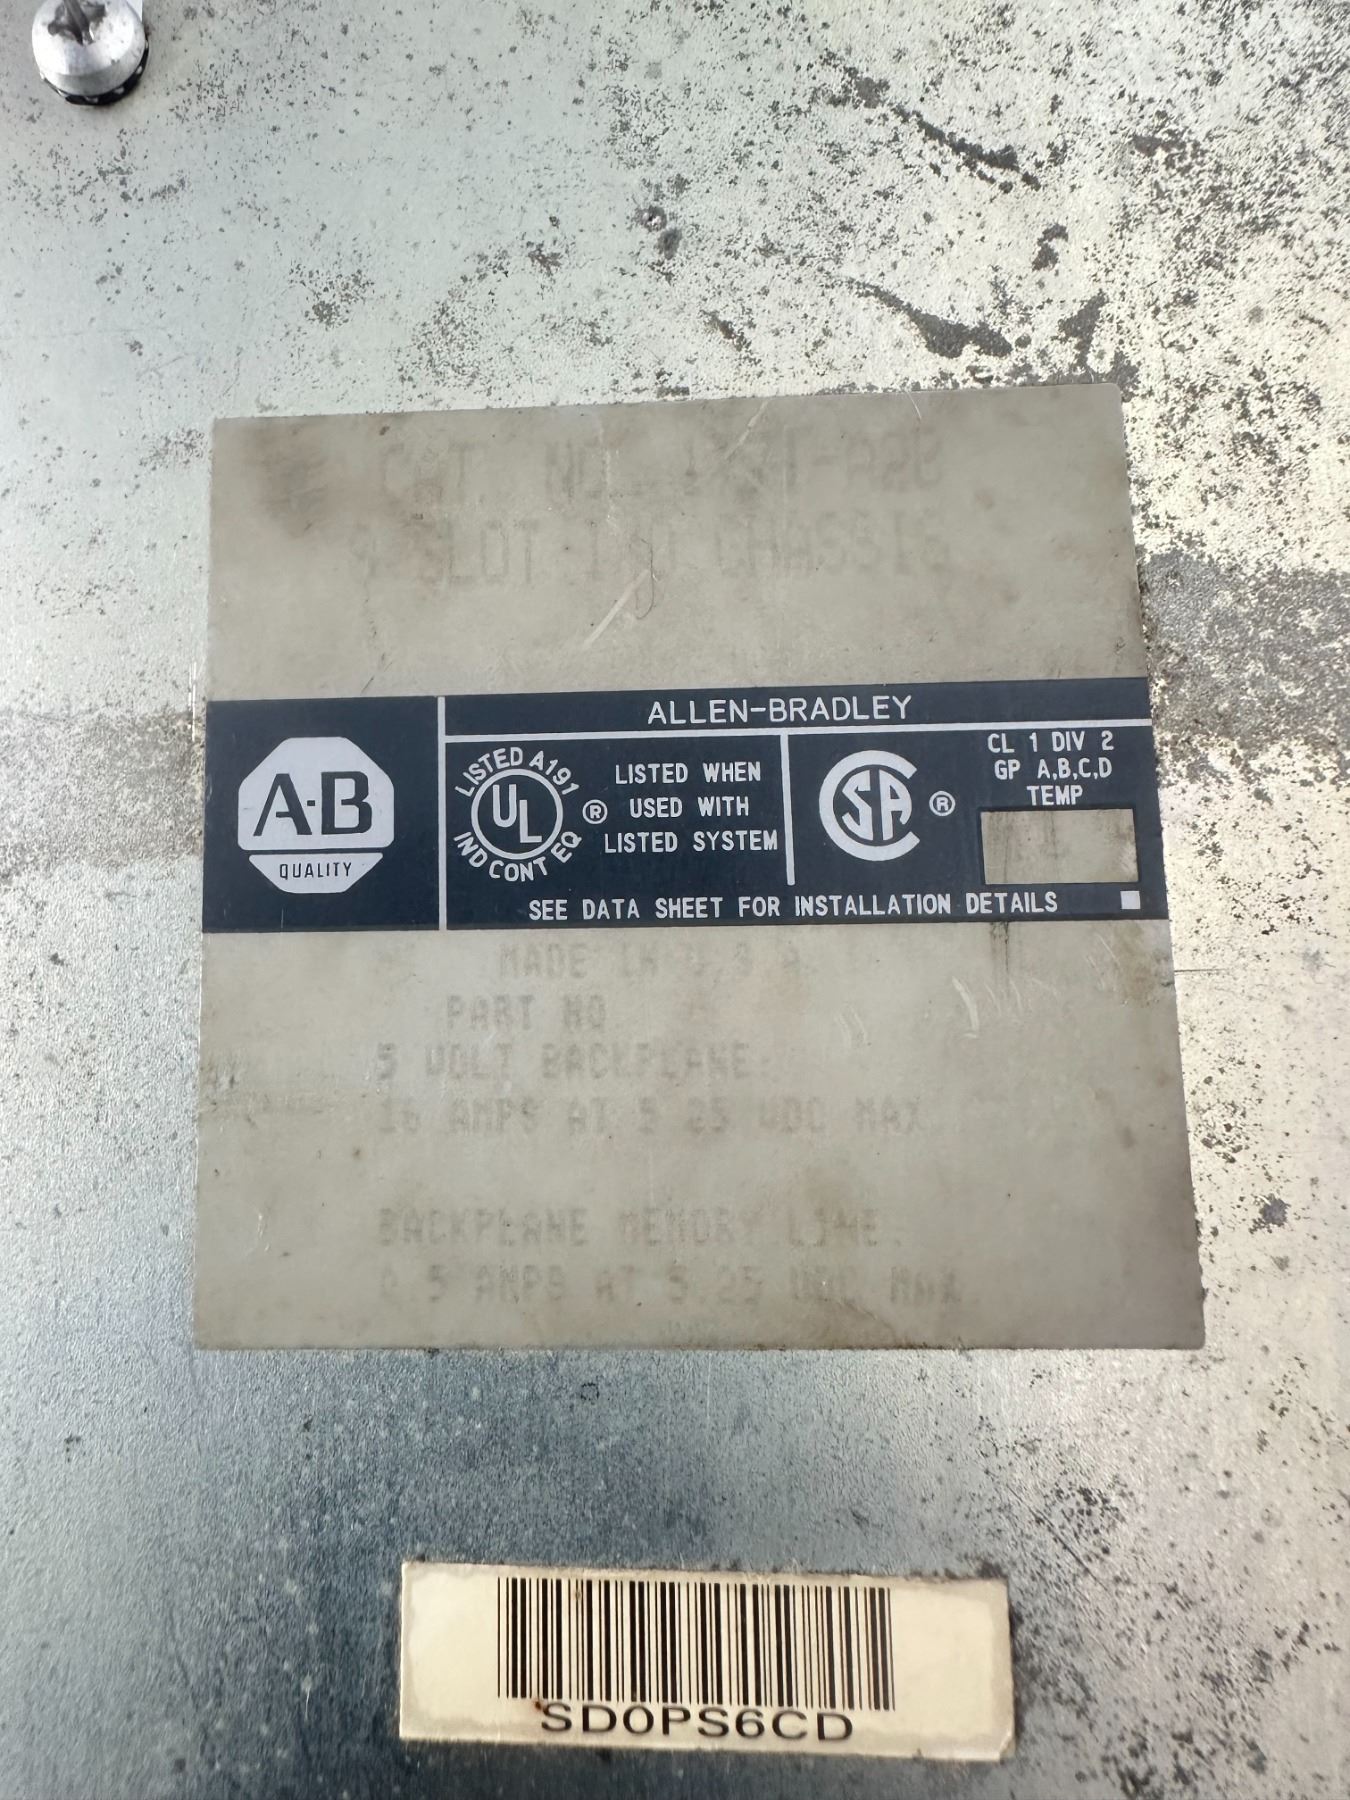 CAT. NO.
SLOT I/O CHASSIS
ALLEN-BRADLEY
A-B
QUALITY
LISTED A191
UL
IND CONT EQ
®
LISTED WHEN
USED WITH
LISTED SYSTEM
SA
®
CL 1 DIV 2
GP A,B,C,D
TEMP
SEE DATA SHEET FOR INSTALLATION DETAILS
MADE IN U.S.A.
PART NO.
5 VOLT BACKPLANE:
16 AMPS AT 5.25 VDC MAX.
BACKPLANE MEMORY LINE:
AMPS AT 5.25 VDC MAX.
SD0PS6CD